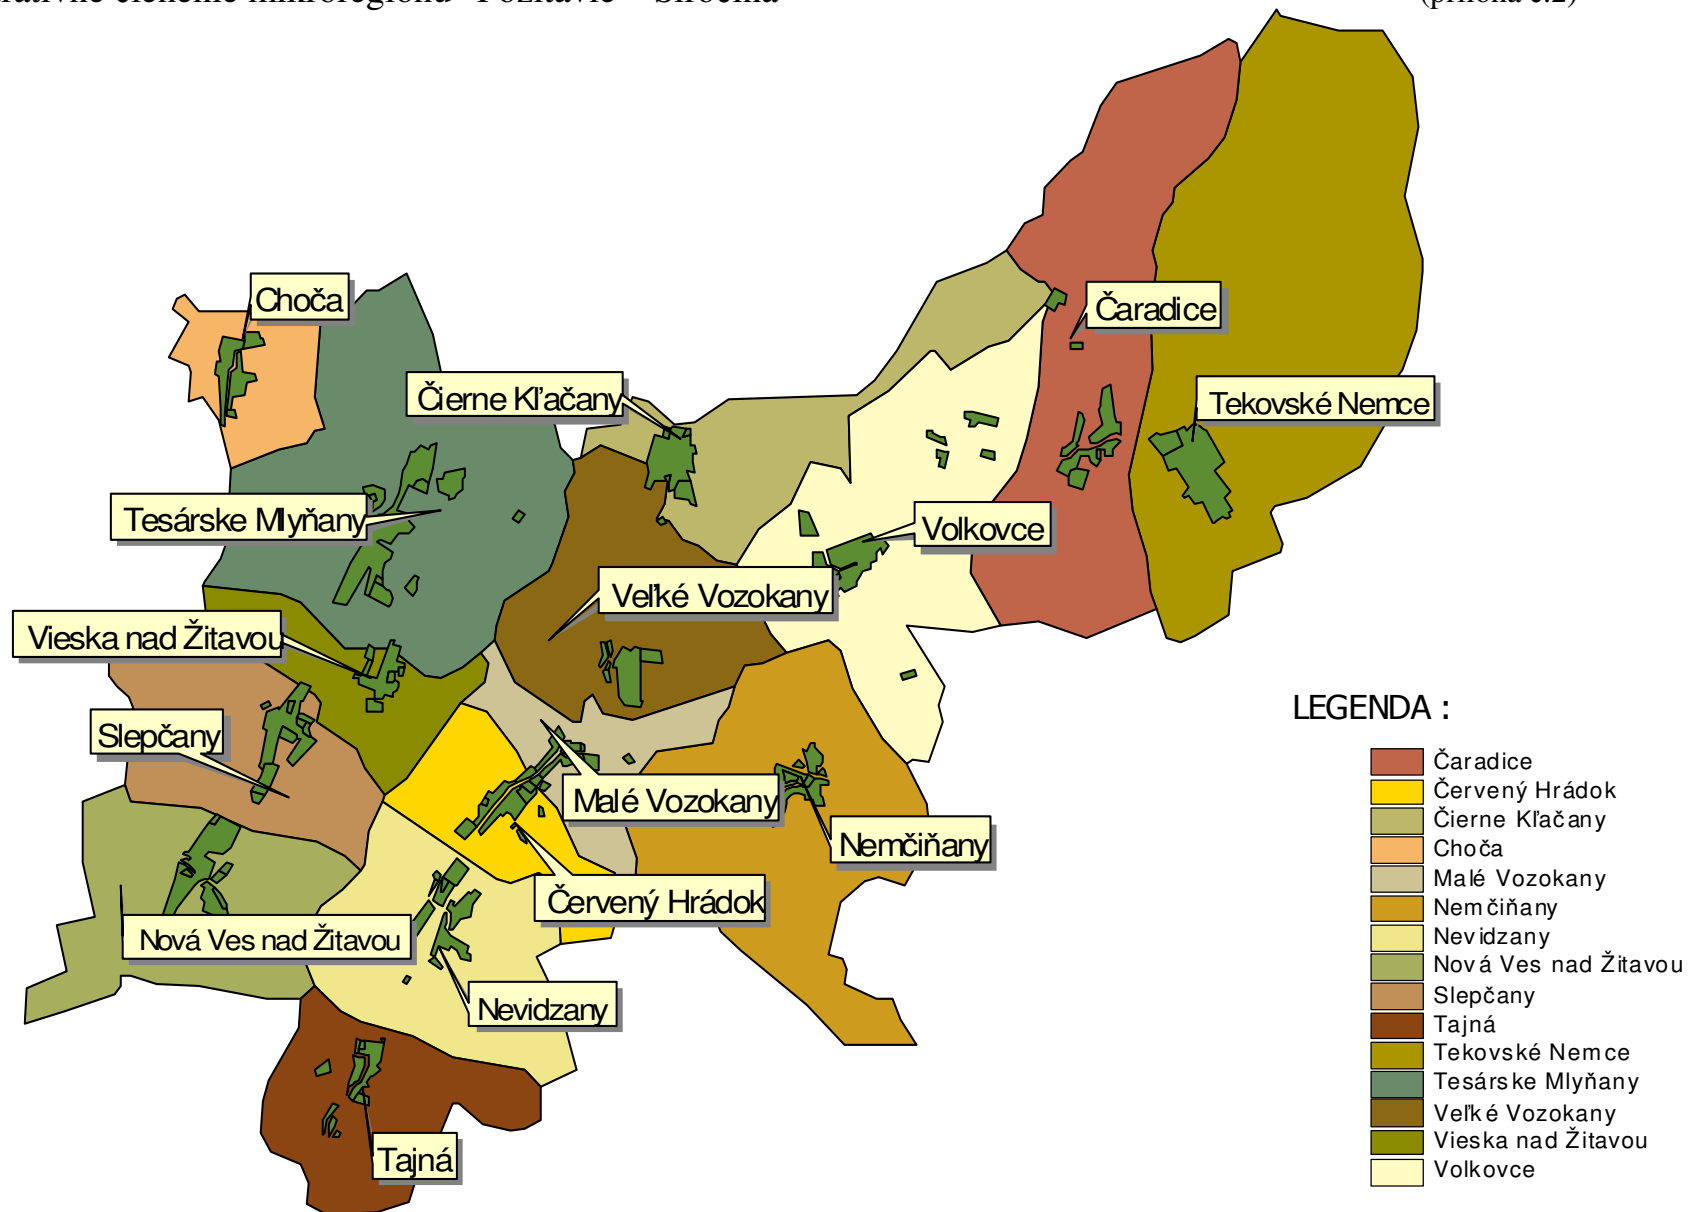 členenie mikroregiónu
Choča
Čaradice
Čierne Kľačany
Tekovské Nemce
Tesárske Mlyňany
Volkovce
Veľké Vozokany
Vieska nad Žitavou
Slepčany
Malé Vozokany
Nemčiňany
Červený Hrádok
Nová Ves nad Žitavou
Nevidzany
Tajná
LEGENDA :
Čaradice
Červený Hrádok
Čierne Kľačany
Choča
Malé Vozokany
Nemčiňany
Nevidzany
Nová Ves nad Žitavou
Slepčany
Tajná
Tekovské Nemce
Tesárske Mlyňany
Veľké Vozokany
Vieska nad Žitavou
Volkovce